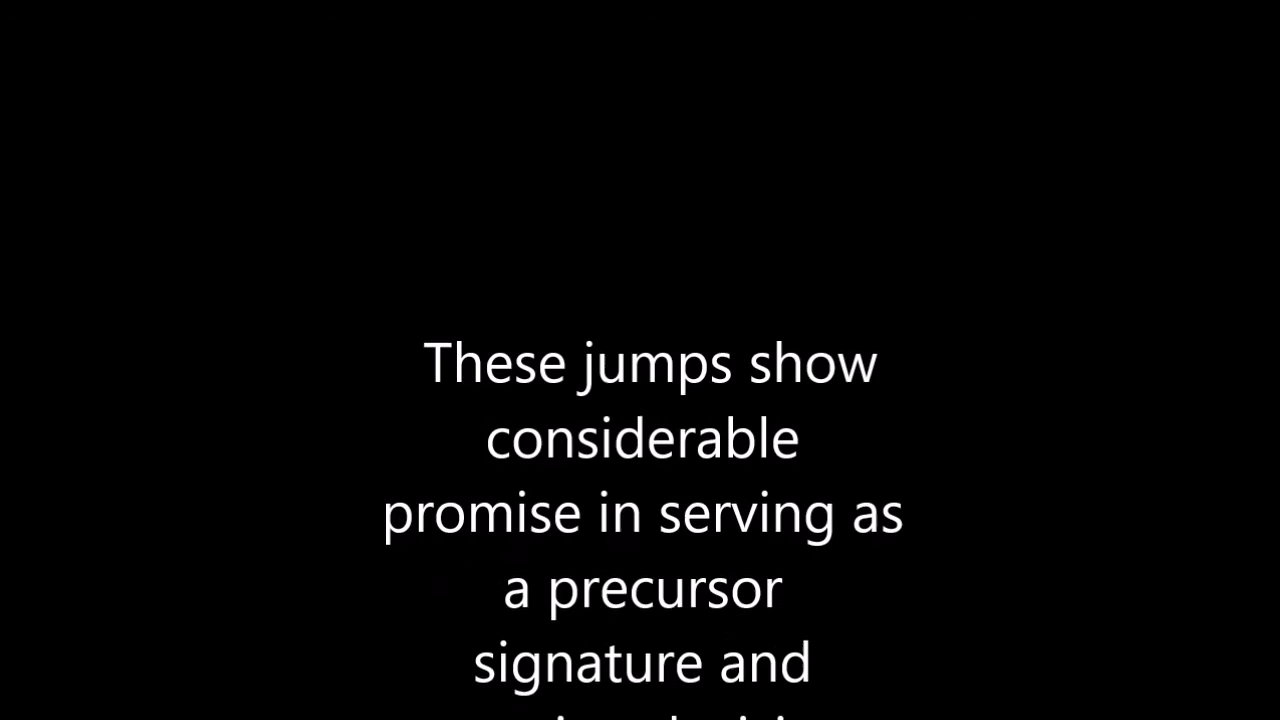 These jumps show
considerable
promise in serving as
a precursor
signature and